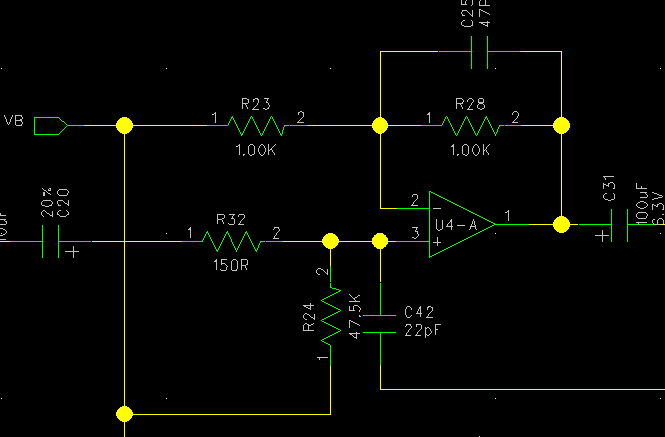 C25
47P
R23
R28
VB
1
2
1
2
1.00K
1.00K
20%
C20
10uF
R32
1
2
150R
2
3
-
+
U4-A
1
C31
100uF
6.3V
+
+
2
R24
47.5K
1
C42
22pF